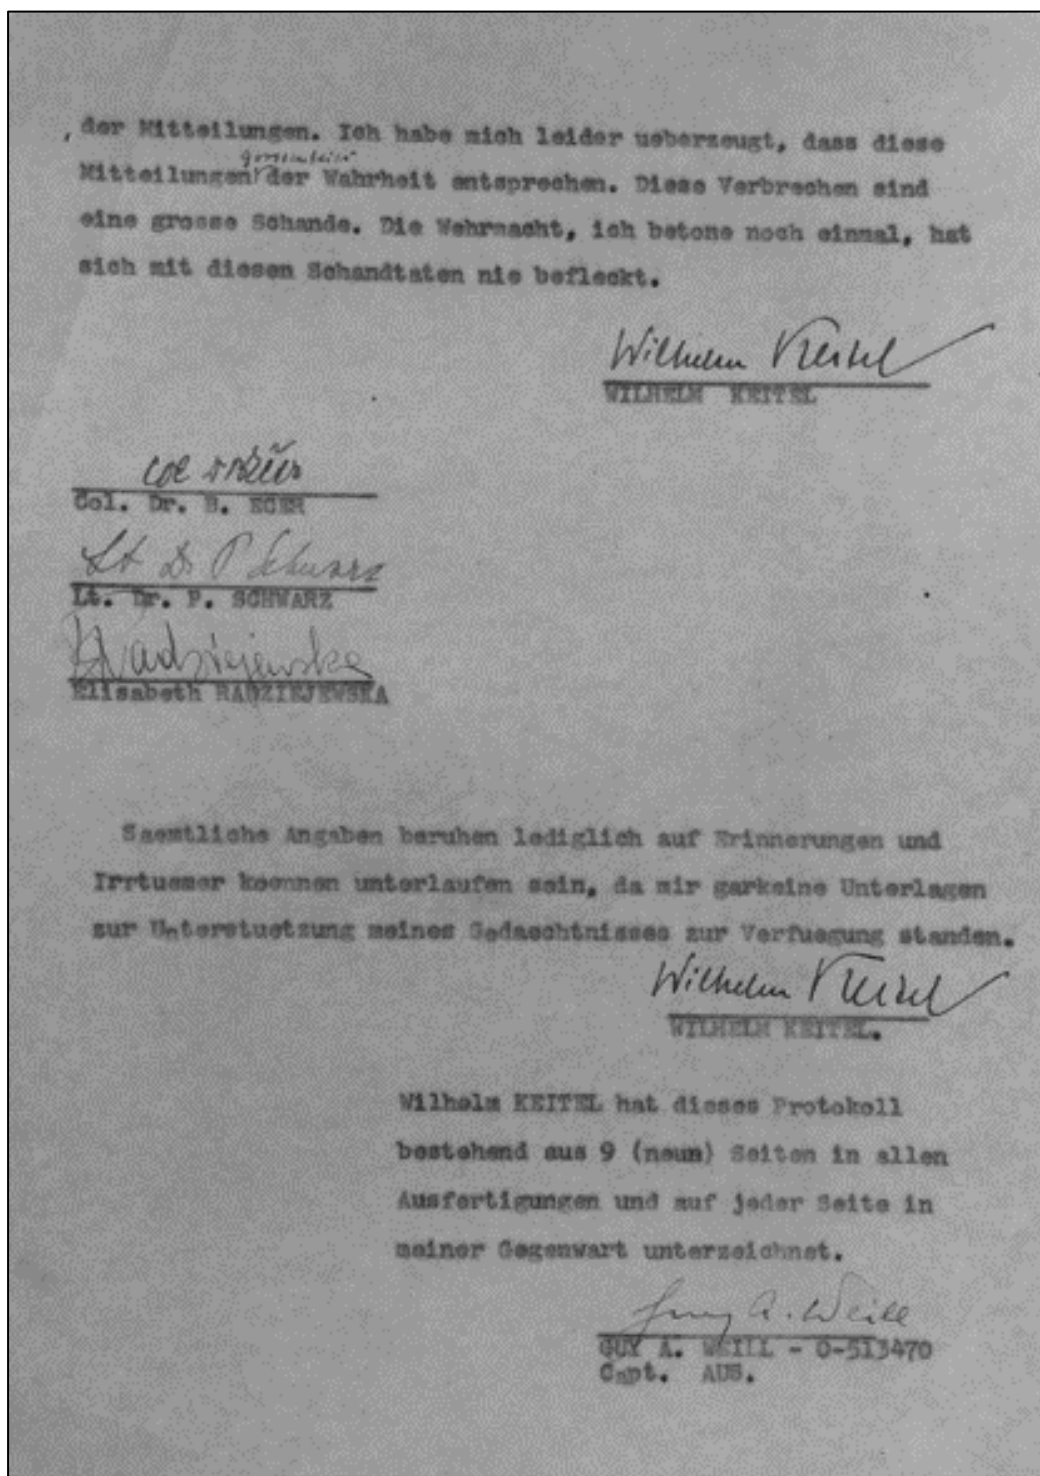 , der Mitteilungen. Ich habe mich leider ueberzeugt, dass diese
Mitteilungen der Wahrheit entsprechen. Diese Verbrechen sind
eine grosse Schande. Die Wehrmacht, ich betone noch einmal, hat
sich mit diesen Schandtaten nie befleckt.
Wilhelm Keitel
WILHELM KEITEL
Col. Dr. B. ECER
Lt Dr P Schwarz
Lt. Dr. P. SCHWARZ
Radziejewska
Elisabeth RADZIEJEWSKA
Saemtliche Angaben beruhen lediglich auf Erinnerungen und
Irrtuemer koennen unterlaufen sein, da mir garkeine Unterlagen
zur Unterstuetzung meines Gedaechtnisses zur Verfuegung standen.
Wilhelm Keitel
WILHELM KEITEL.
Wilhelm KEITEL hat dieses Protokoll
bestehend aus 9 (neun) Seiten in allen
Ausfertigungen und auf jeder Seite in
meiner Gegenwart unterzeichnet.
Guy A. Weill
GUY A. WEILL - O-513470
Capt. AUS.